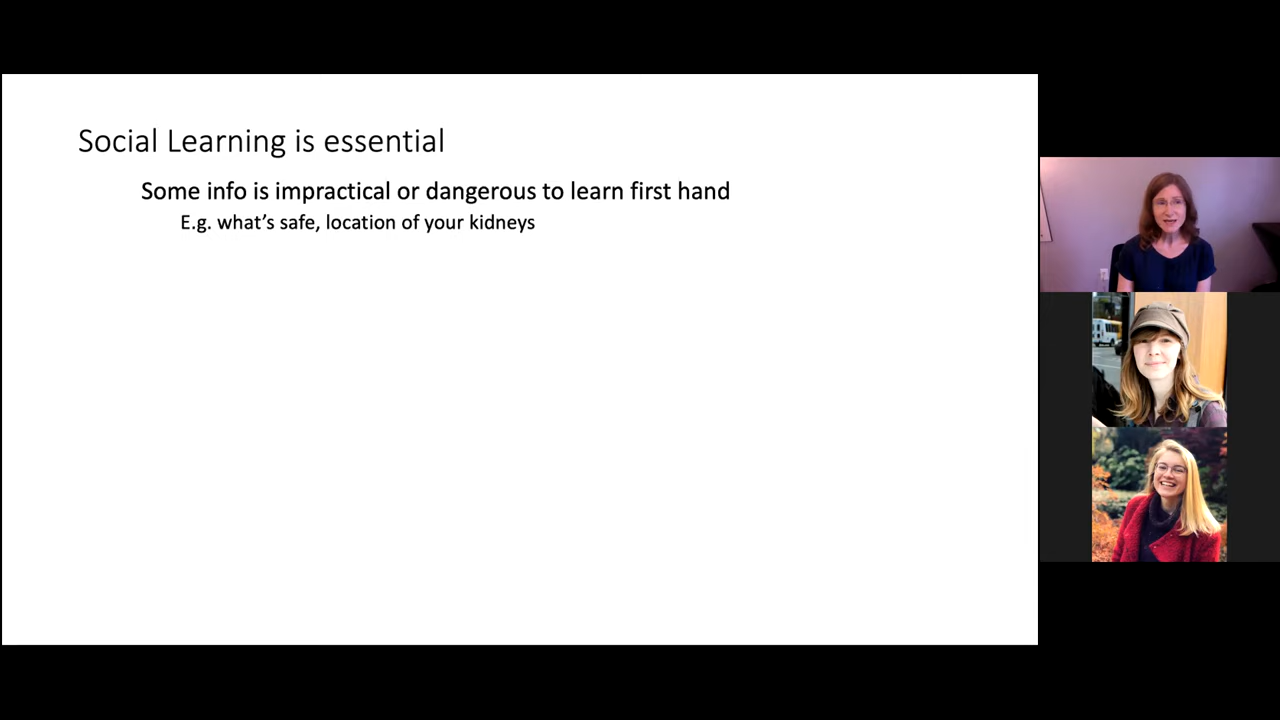 Social Learning is essential
Some info is impractical or dangerous to learn first hand
E.g. what's safe, location of your kidneys